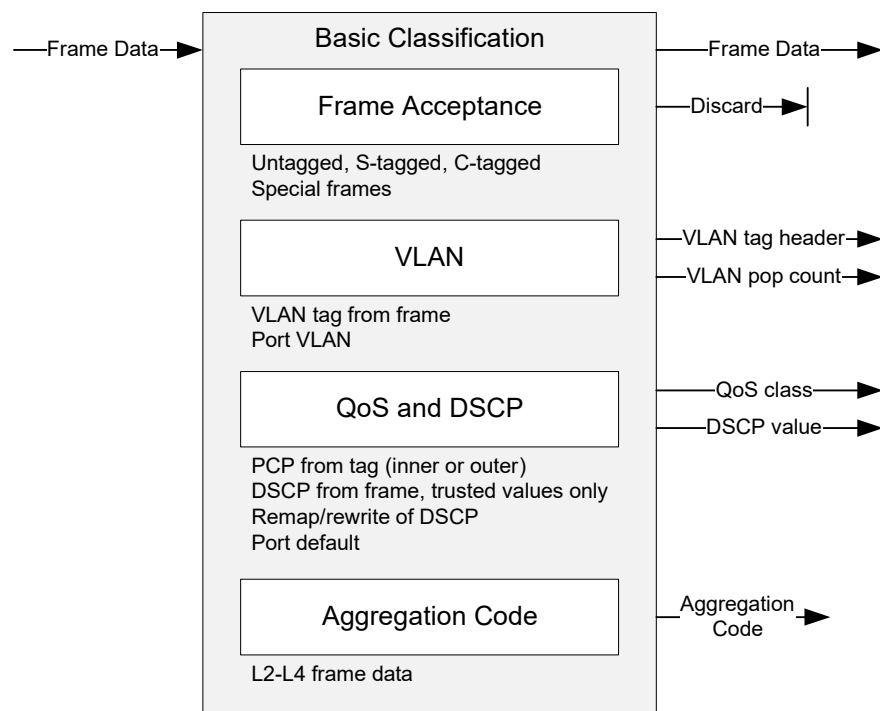 Basic Classification
Frame Data
Frame Data
Frame Acceptance
Discard
Untagged, S-tagged, C-tagged
Special frames
VLAN
VLAN tag header
VLAN pop count
VLAN tag from frame
Port VLAN
QoS and DSCP
QoS class
DSCP value
PCP from tag (inner or outer)
DSCP from frame, trusted values only
Remap/rewrite of DSCP
Port default
Aggregation Code
Aggregation
Code
L2-L4 frame data